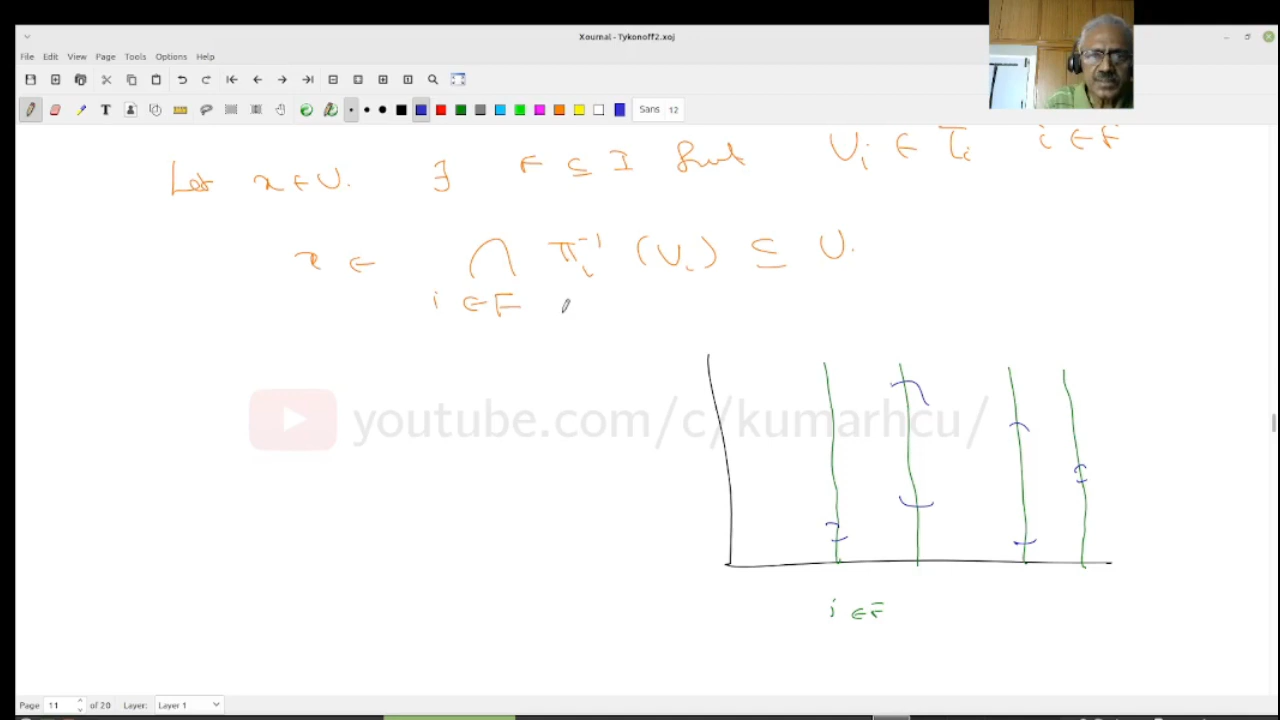 Xournal - Tykonoff2.xoj
File Edit View Page Tools Options Help
Sans 12
Let x ∈ U. ∃ F ⊆ I finite U_i ∈ τ_i i ∈ F
x ∈ ⋂ π_i^{-1} (U_i) ⊆ U.
i ∈ F
youtube.com/c/kumarhcu/
i ∈ F
Page 11 of 20 Layer: Layer 1